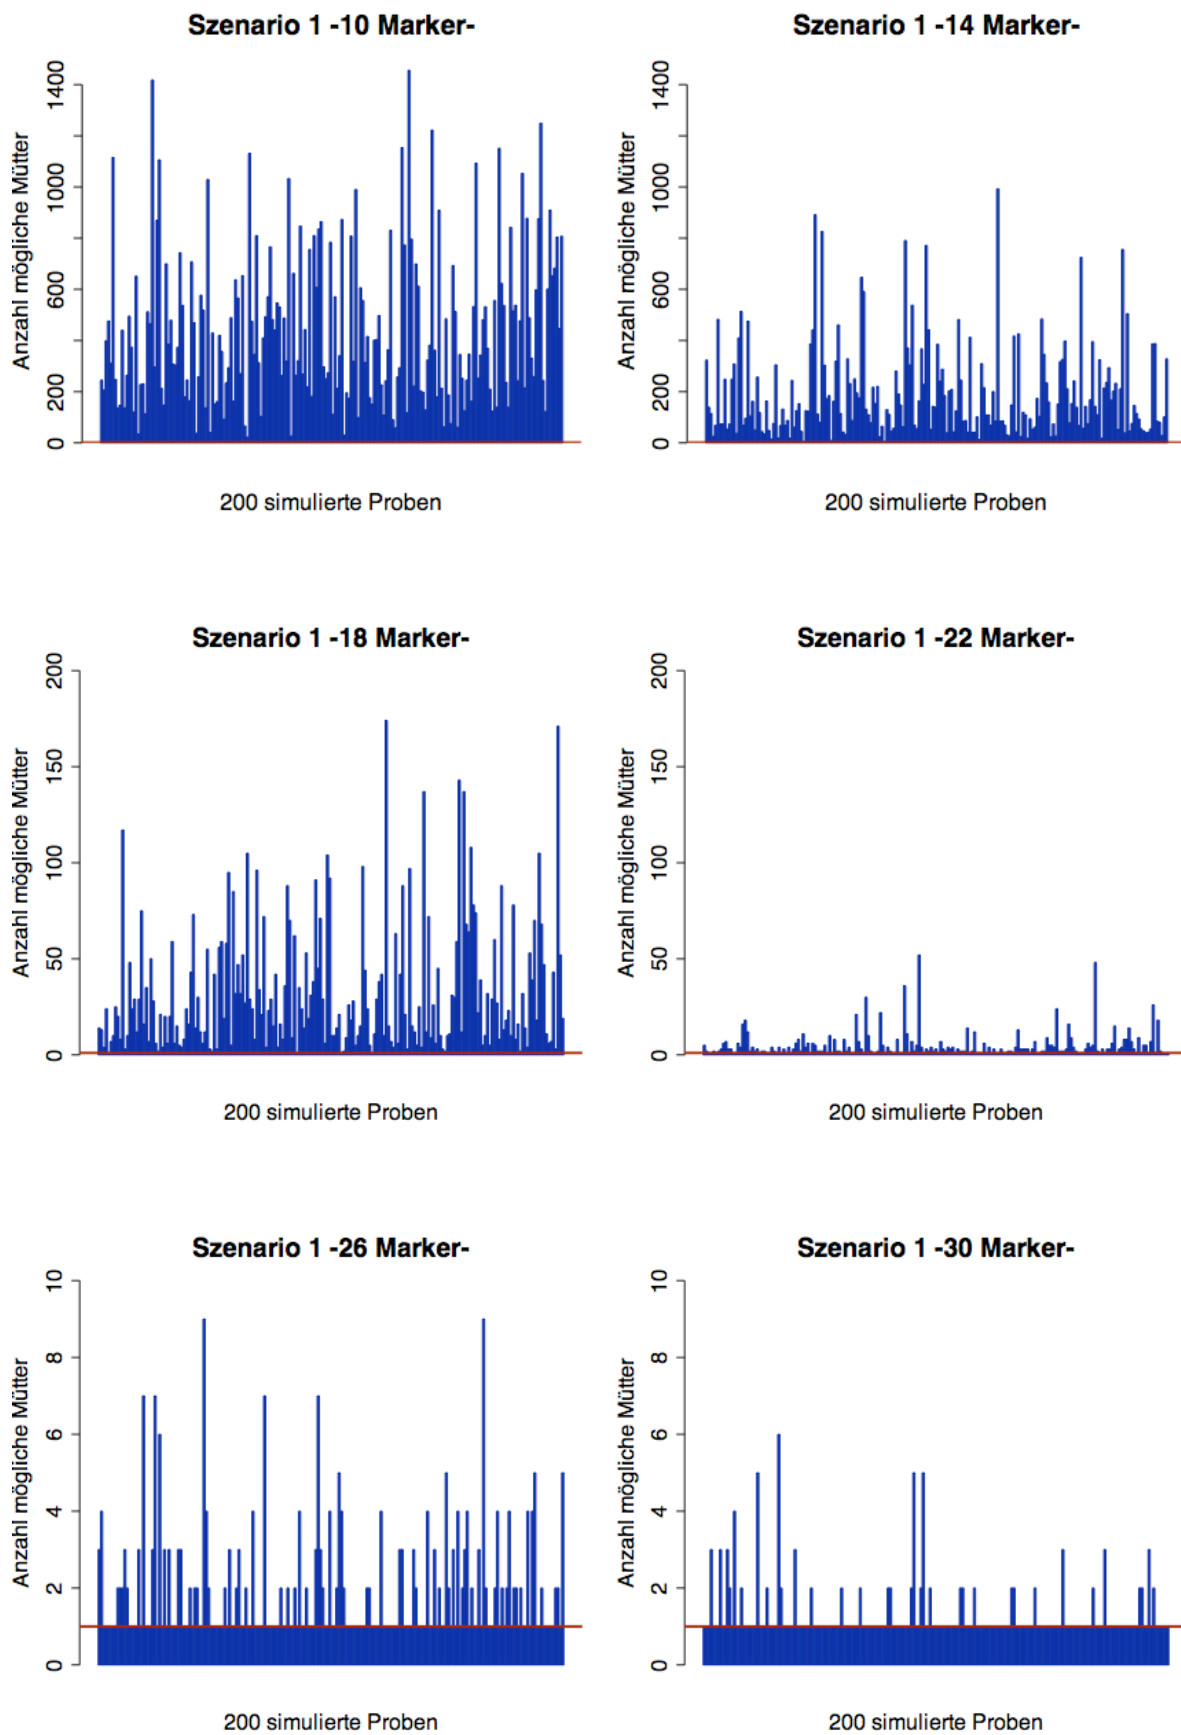 Szenario 1 -10 Marker-
Anzahl mögliche Mütter
0 200 600 1000 1400
200 simulierte Proben
Szenario 1 -14 Marker-
Anzahl mögliche Mütter
0 200 600 1000 1400
200 simulierte Proben
Szenario 1 -18 Marker-
Anzahl mögliche Mütter
0 50 100 150 200
200 simulierte Proben
Szenario 1 -22 Marker-
Anzahl mögliche Mütter
0 50 100 150 200
200 simulierte Proben
Szenario 1 -26 Marker-
Anzahl mögliche Mütter
0 2 4 6 8 10
200 simulierte Proben
Szenario 1 -30 Marker-
Anzahl mögliche Mütter
0 2 4 6 8 10
200 simulierte Proben